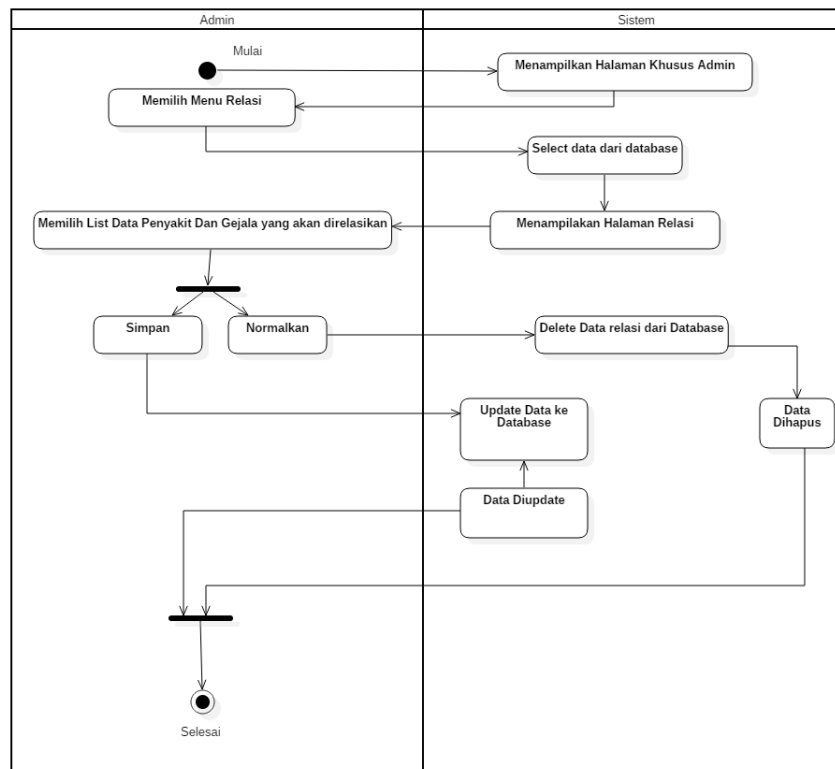 Admin
Sistem
Mulai
Menampilkan Halaman Khusus Admin
Memilih Menu Relasi
Select data dari database
Memilih List Data Penyakit Dan Gejala yang akan direlasikan
Menampilakan Halaman Relasi
Simpan
Normalkan
Delete Data relasi dari Database
Update Data ke
Database
Data
Dihapus
Data Diupdate
Selesai